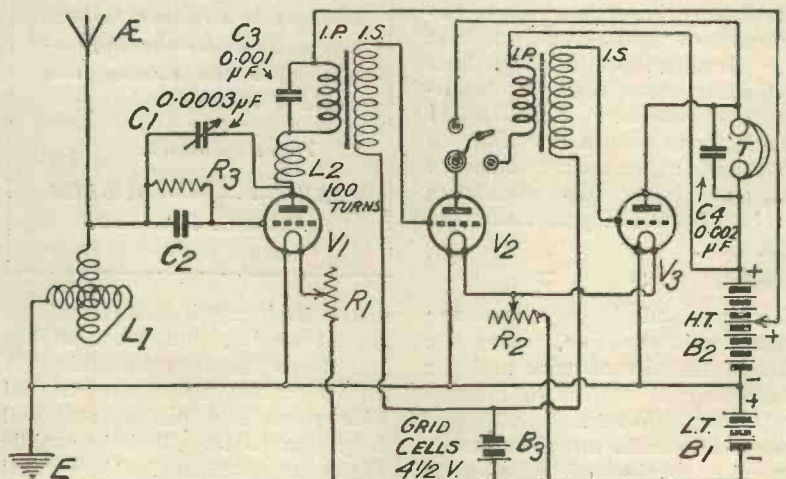 Æ
C3
0.001
μF
I.P. I.S.
C1
0.0003μF
R3
C2
L2
100
TURNS
V1
R1
L1
E
I.P.
I.S.
V2
V3
R2
T
C4
0.002
μF
+
H.T.
B2
+
-
+
L.T.
B1
-
GRID
CELLS
4½ V.
B3